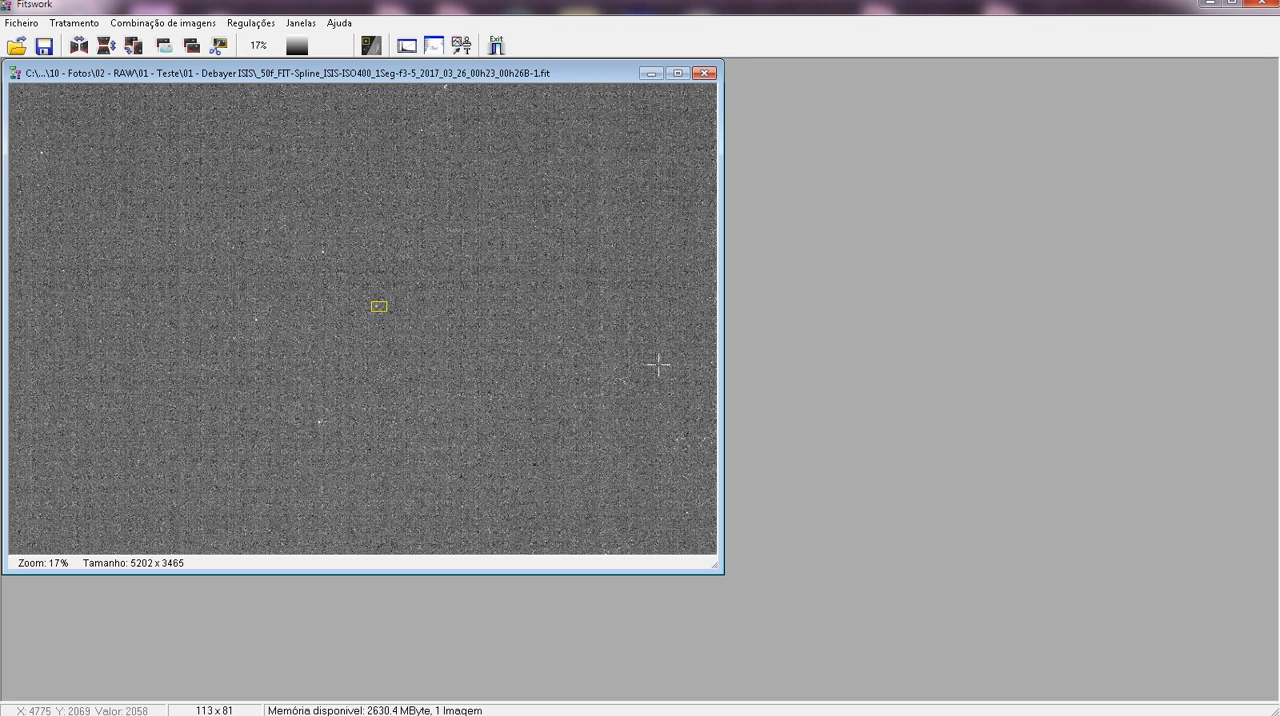 Fitswork
Ficheiro Tratamento Combinação de imagens Regulações Janelas Ajuda
17% Exit
C:\...\10 - Fotos\02 - RAW\01 - Teste\01 - Debayer ISIS\_50f_FIT-Spline_ISIS-ISO400_1Seg-f3-5_2017_03_26_00h23_00h26B-1.fit
Zoom: 17% Tamanho: 5202 x 3465
X: 4775 Y: 2069 Valor: 2058 113 x 81 Memória disponivel: 2630.4 MByte, 1 Imagem